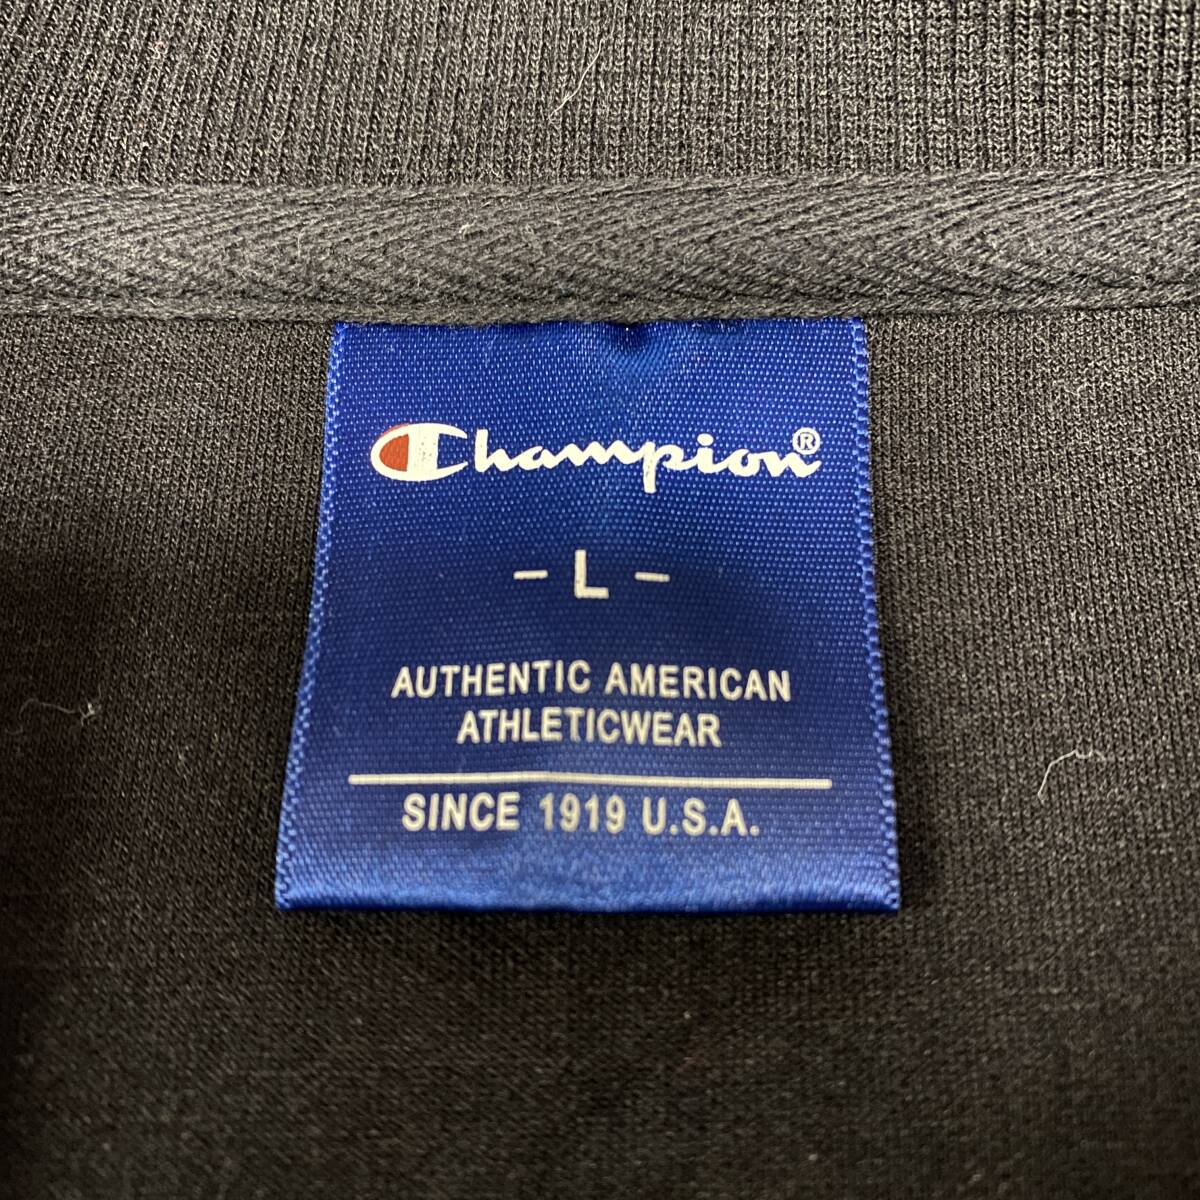 Champion®
- L -
AUTHENTIC AMERICAN
ATHLETICWEAR
SINCE 1919 U.S.A.